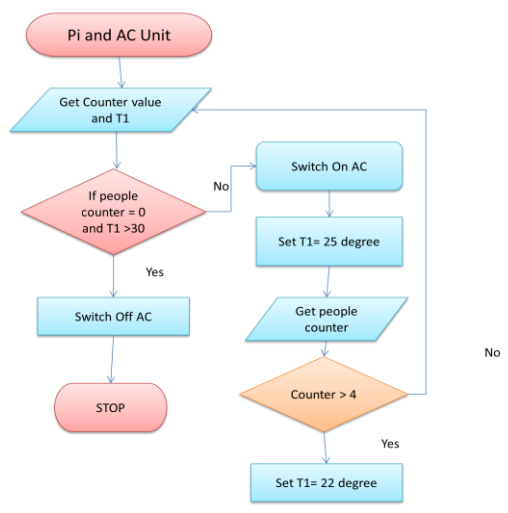 Pi and AC Unit
Get Counter value
and T1
If people
counter = 0
and T1 >30
No
Yes
Switch Off AC
STOP
Switch On AC
Set T1= 25 degree
Get people
counter
Counter > 4
No
Yes
Set T1= 22 degree